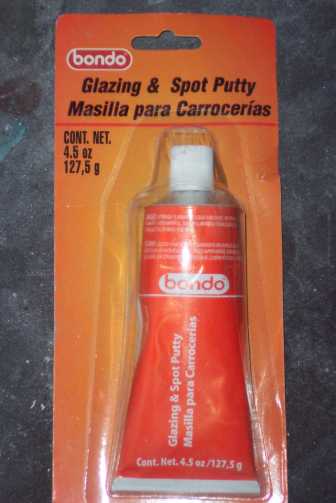 bondo
Glazing & Spot Putty
Masilla para Carrocerías
CONT. NET.
4.5 oz
127,5 g
bondo
Glazing & Spot Putty
Masilla para Carrocerías
Cont. Net. 4.5 oz/127,5 g